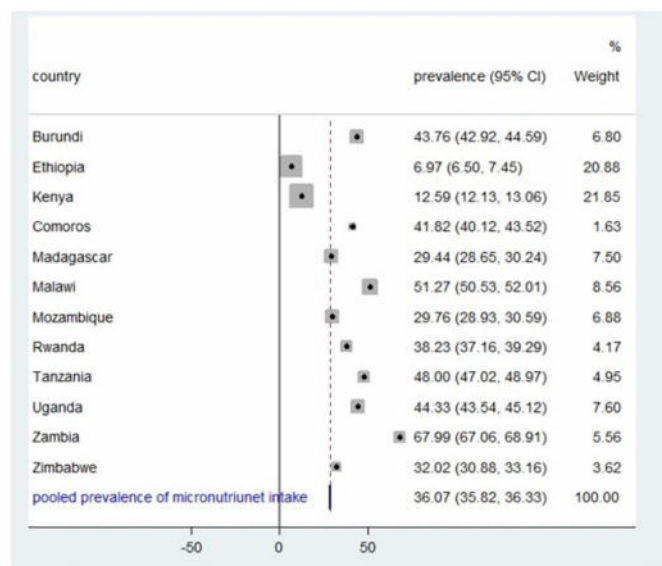 %
country prevalence (95% CI) Weight
Burundi 43.76 (42.92, 44.59) 6.80
Ethiopia 6.97 (6.50, 7.45) 20.88
Kenya 12.59 (12.13, 13.06) 21.85
Comoros 41.82 (40.12, 43.52) 1.63
Madagascar 29.44 (28.65, 30.24) 7.50
Malawi 51.27 (50.53, 52.01) 8.56
Mozambique 29.76 (28.93, 30.59) 6.88
Rwanda 38.23 (37.16, 39.29) 4.17
Tanzania 48.00 (47.02, 48.97) 4.95
Uganda 44.33 (43.54, 45.12) 7.60
Zambia 67.99 (67.06, 68.91) 5.56
Zimbabwe 32.02 (30.88, 33.16) 3.62
pooled prevalence of micronutriunet intake 36.07 (35.82, 36.33) 100.00
-50 0 50